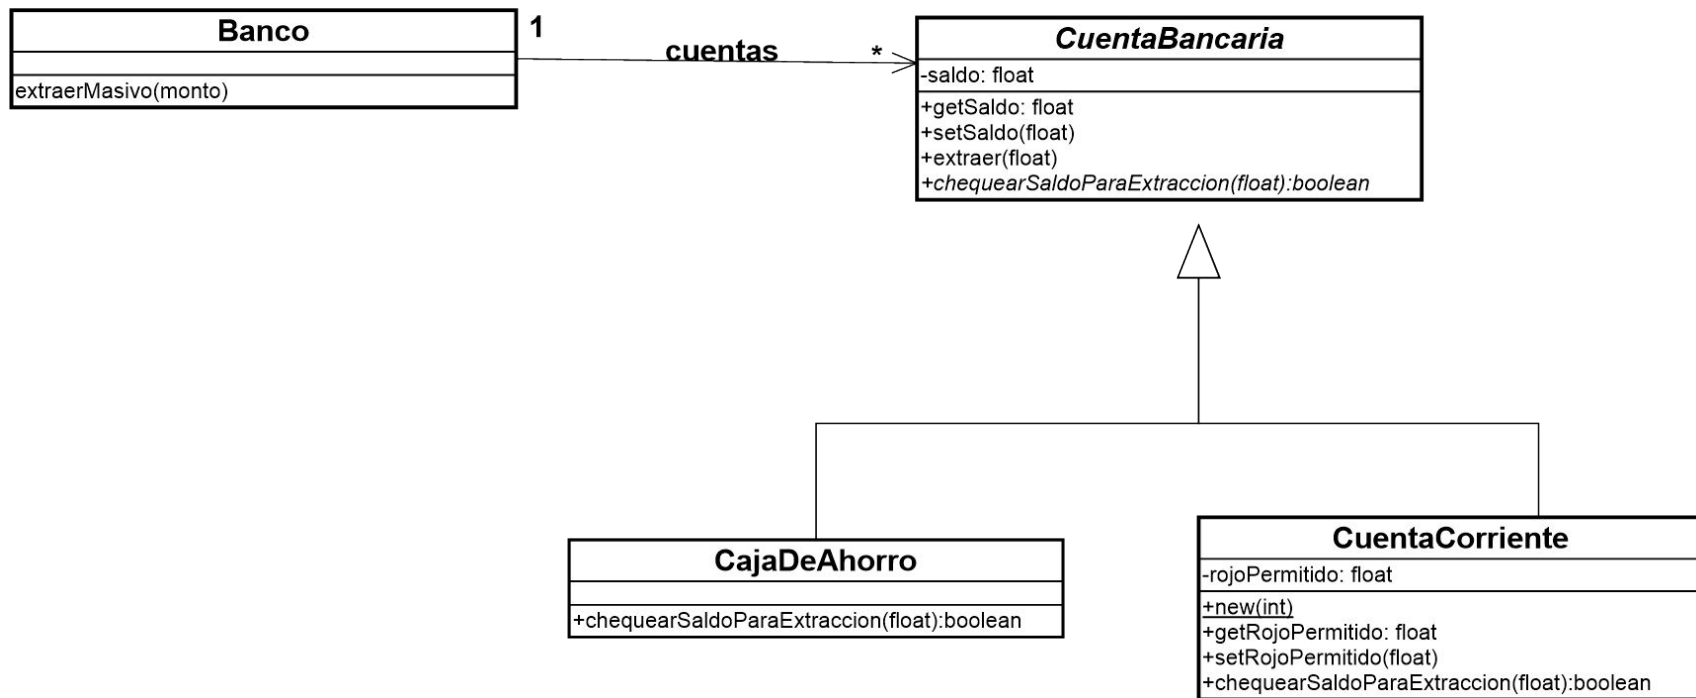 Banco
extraerMasivo(monto)
1
cuentas
*
CuentaBancaria
-saldo: float
+getSaldo: float
+setSaldo(float)
+extraer(float)
+chequearSaldoParaExtraccion(float):boolean
CajaDeAhorro
+chequearSaldoParaExtraccion(float):boolean
CuentaCorriente
-rojoPermitido: float
+new(int)
+getRojoPermitido: float
+setRojoPermitido(float)
+chequearSaldoParaExtraccion(float):boolean